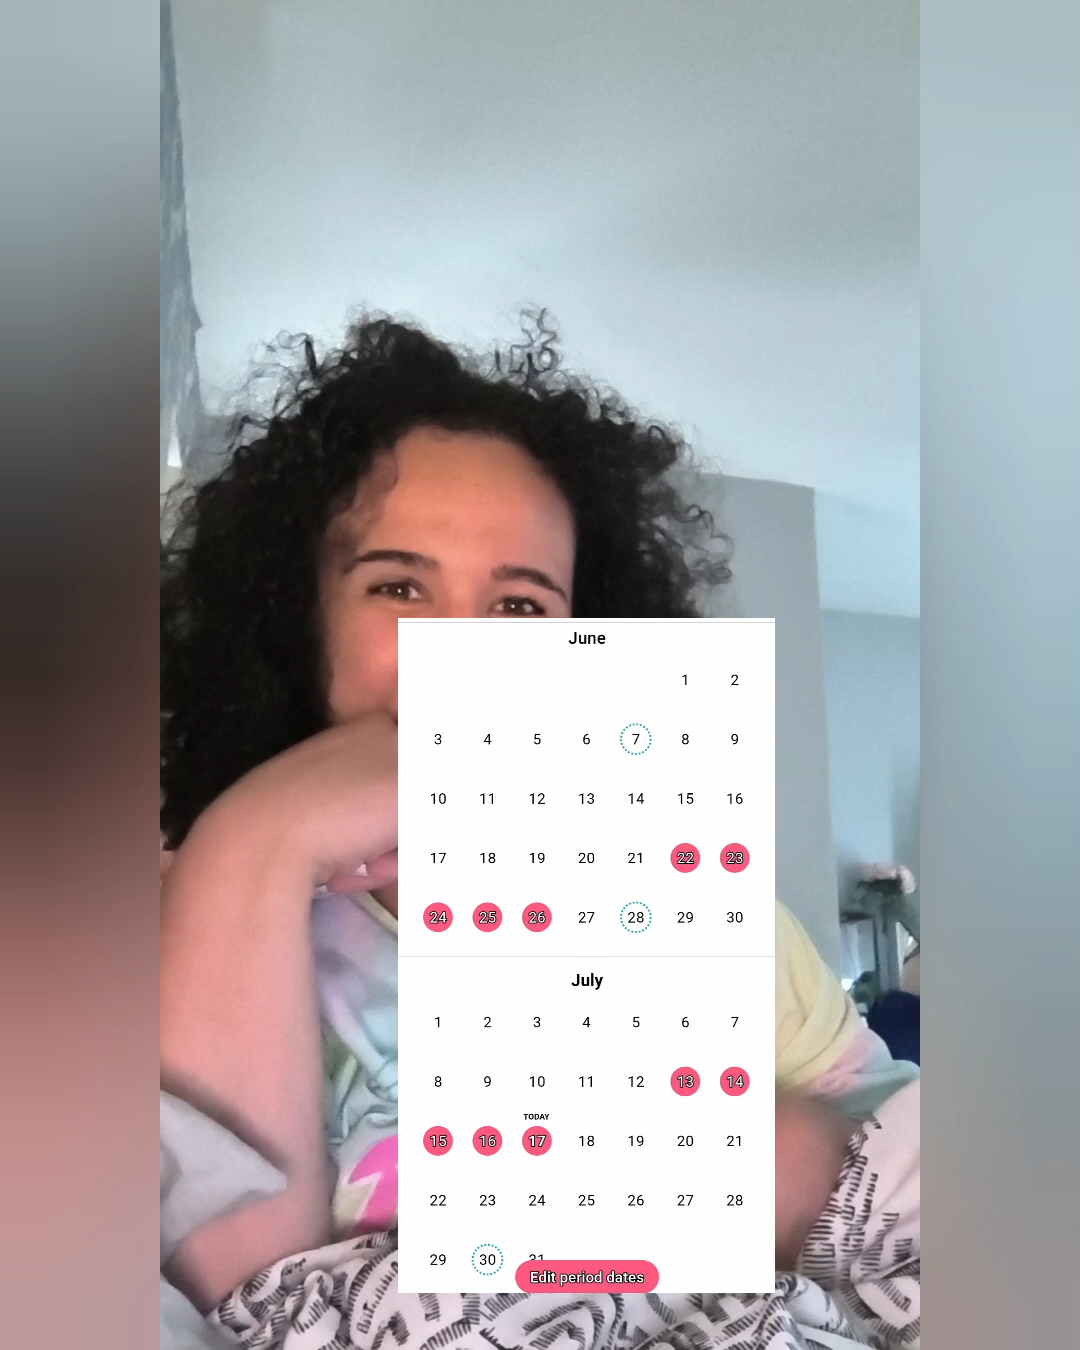 June
1 2
3 4 5 6 7 8 9
10 11 12 13 14 15 16
17 18 19 20 21 22 23
24 25 26 27 28 29 30
July
1 2 3 4 5 6 7
8 9 10 11 12 13 14
TODAY
15 16 17 18 19 20 21
22 23 24 25 26 27 28
29 30 31
Edit period dates